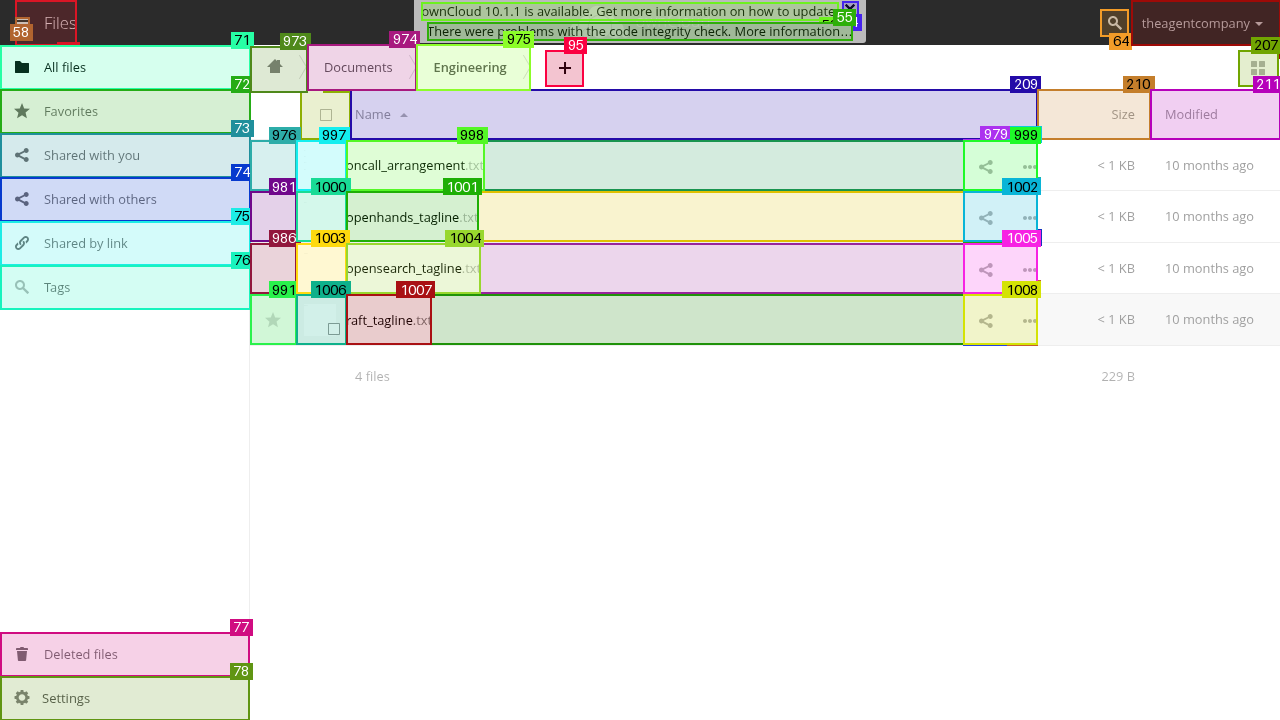 ownCloud 10.1.1 is available. Get more information on how to update
There were problems with the code integrity check. More information…
Files
theagentcompany
58
55
64
71
973
974
975
95
207
All files
Documents
Engineering
72
209
210
211
Favorites
Name
Size
Modified
73
976
997
998
979
999
Shared with you
oncall_arrangement.txt
< 1 KB
10 months ago
74
981
1000
1001
1002
Shared with others
openhands_tagline.txt
< 1 KB
10 months ago
75
986
1003
1004
1005
Shared by link
opensearch_tagline.txt
< 1 KB
10 months ago
76
991
1006
1007
1008
Tags
raft_tagline.txt
< 1 KB
10 months ago
4 files
229 B
77
Deleted files
78
Settings